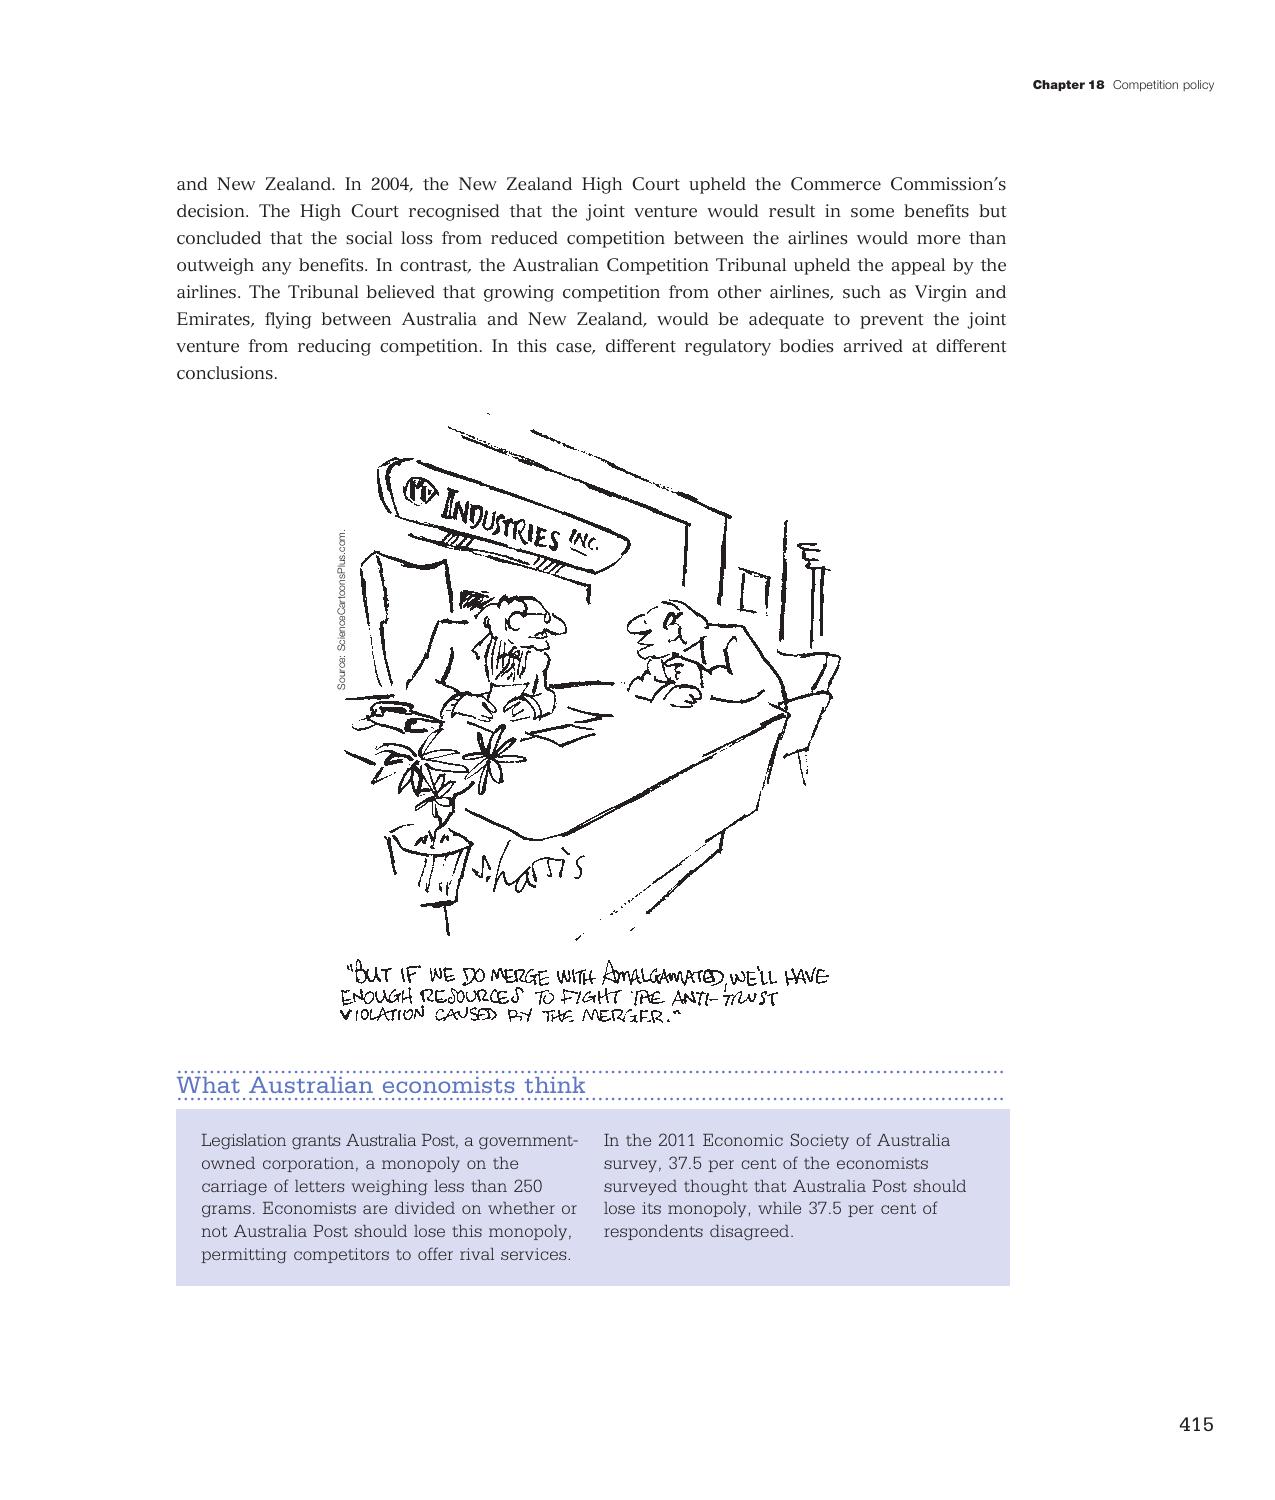 Chapter 18 Competition policy
and New Zealand. In 2004, the New Zealand High Court upheld the Commerce Commission's
decision. The High Court recognised that the joint venture would result in some benefits but
concluded that the social loss from reduced competition between the airlines would more than
outweigh any benefits. In contrast, the Australian Competition Tribunal upheld the appeal by the
airlines. The Tribunal believed that growing competition from other airlines, such as Virgin and
Emirates, flying between Australia and New Zealand, would be adequate to prevent the joint
venture from reducing competition. In this case, different regulatory bodies arrived at different
conclusions.
INDUSTRIES INC.
Source: ScienceCartoonsPlus.com.
S.harris
"BUT IF WE DO MERGE WITH AMALGAMATED, WE'LL HAVE
ENOUGH RESOURCES TO FIGHT THE ANTI-TRUST
VIOLATION CAUSED BY THE MERGER."
What Australian economists think
Legislation grants Australia Post, a government-
owned corporation, a monopoly on the
carriage of letters weighing less than 250
grams. Economists are divided on whether or
not Australia Post should lose this monopoly,
permitting competitors to offer rival services.
In the 2011 Economic Society of Australia
survey, 37.5 per cent of the economists
surveyed thought that Australia Post should
lose its monopoly, while 37.5 per cent of
respondents disagreed.
415